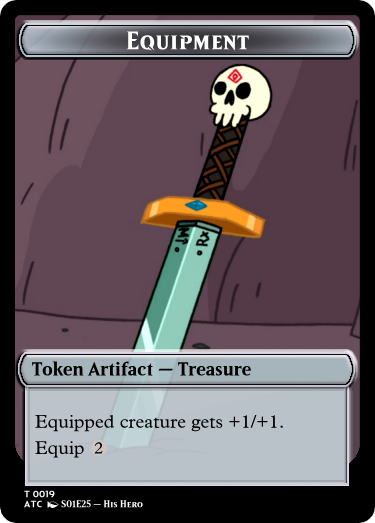 Equipment
Token Artifact — Treasure
Equipped creature gets +1/+1.
Equip 2
T 0019
ATC S01E25 — His Hero